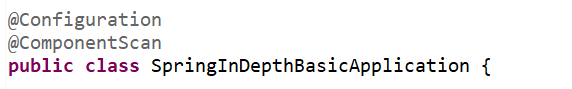 @Configuration
@ComponentScan
public class SpringInDepthBasicApplication {